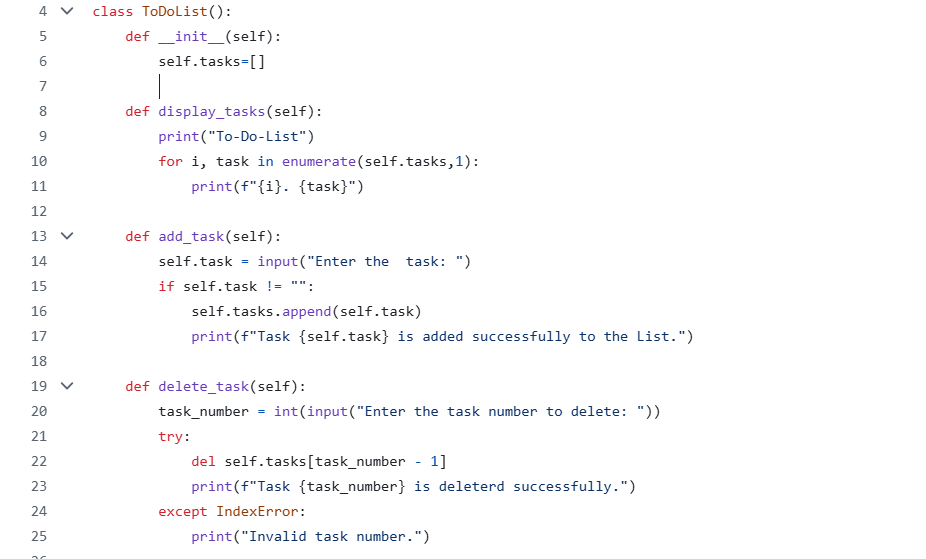 4 class ToDoList():
5     def __init__(self):
6         self.tasks=[]
7
8     def display_tasks(self):
9         print("To-Do-List")
10         for i, task in enumerate(self.tasks,1):
11             print(f"{i}. {task}")
12
13     def add_task(self):
14         self.task = input("Enter the  task: ")
15         if self.task != "":
16             self.tasks.append(self.task)
17             print(f"Task {self.task} is added successfully to the List.")
18
19     def delete_task(self):
20         task_number = int(input("Enter the task number to delete: "))
21         try:
22             del self.tasks[task_number - 1]
23             print(f"Task {task_number} is deleterd successfully.")
24         except IndexError:
25             print("Invalid task number.")